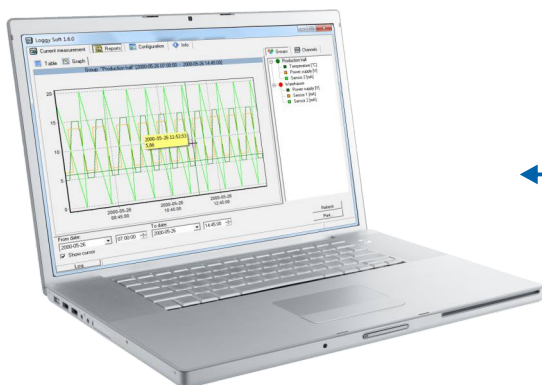 Loggy Soft 1.6.0
Current measurement Reports Configuration Info
Table Graph
Group: "Production hall" (2000-05-26 07:00:00 - 2000-05-26 14:45:00)
Groups Channels
Production hall
Temperature [°C]
Power supply [V]
Sensor 2 [mA]
Warehouse
Power supply [V]
Sensor 1 [mA]
Sensor 2 [mA]
20
15
10
5
0
2000-05-26 11:52:53
5.86
2000-05-26
08:45:00
2000-05-26
10:40:00
2000-05-26
12:45:00
From date:
2000-05-26
07:00:00
To date:
2000-05-26
14:45:00
Show cursor
Refresh
Print
Log